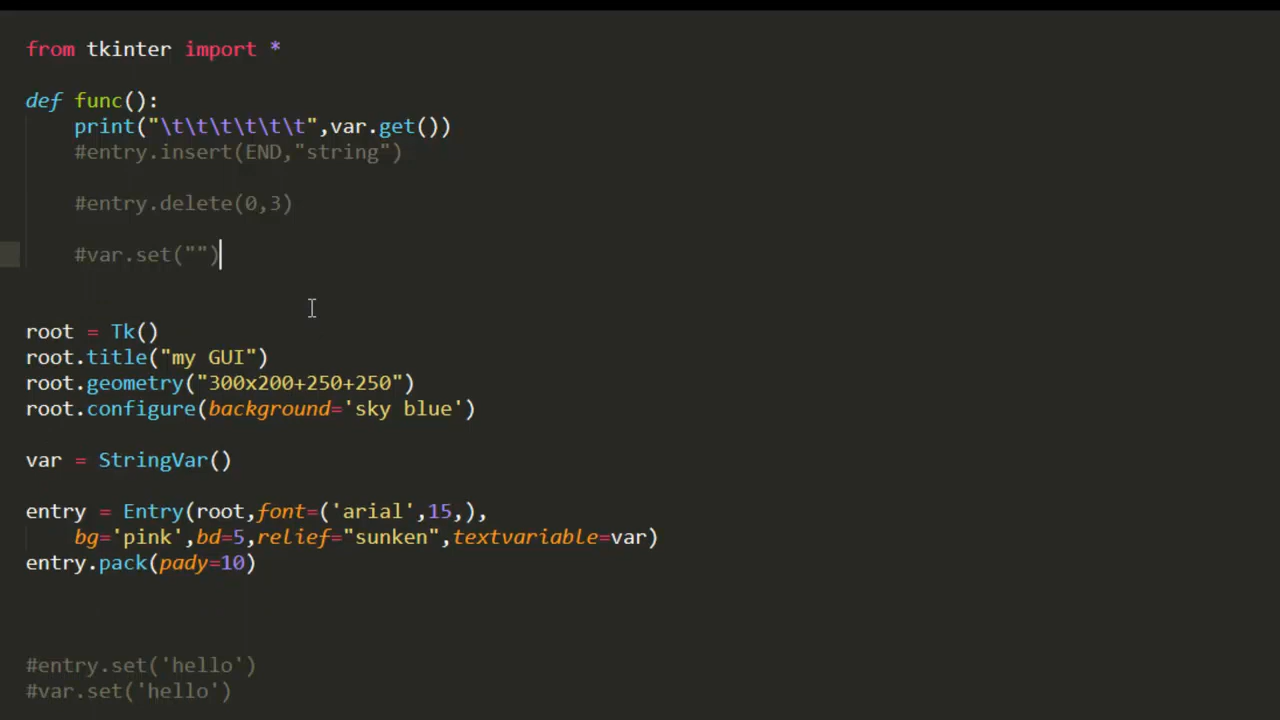 from tkinter import *
def func():
    print("\t\t\t\t\t\t",var.get())
    #entry.insert(END,"string")
    #entry.delete(0,3)
    #var.set("")
root = Tk()
root.title("my GUI")
root.geometry("300x200+250+250")
root.configure(background='sky blue')
var = StringVar()
entry = Entry(root,font=('arial',15,),
    bg='pink',bd=5,relief="sunken",textvariable=var)
entry.pack(pady=10)
#entry.set('hello')
#var.set('hello')